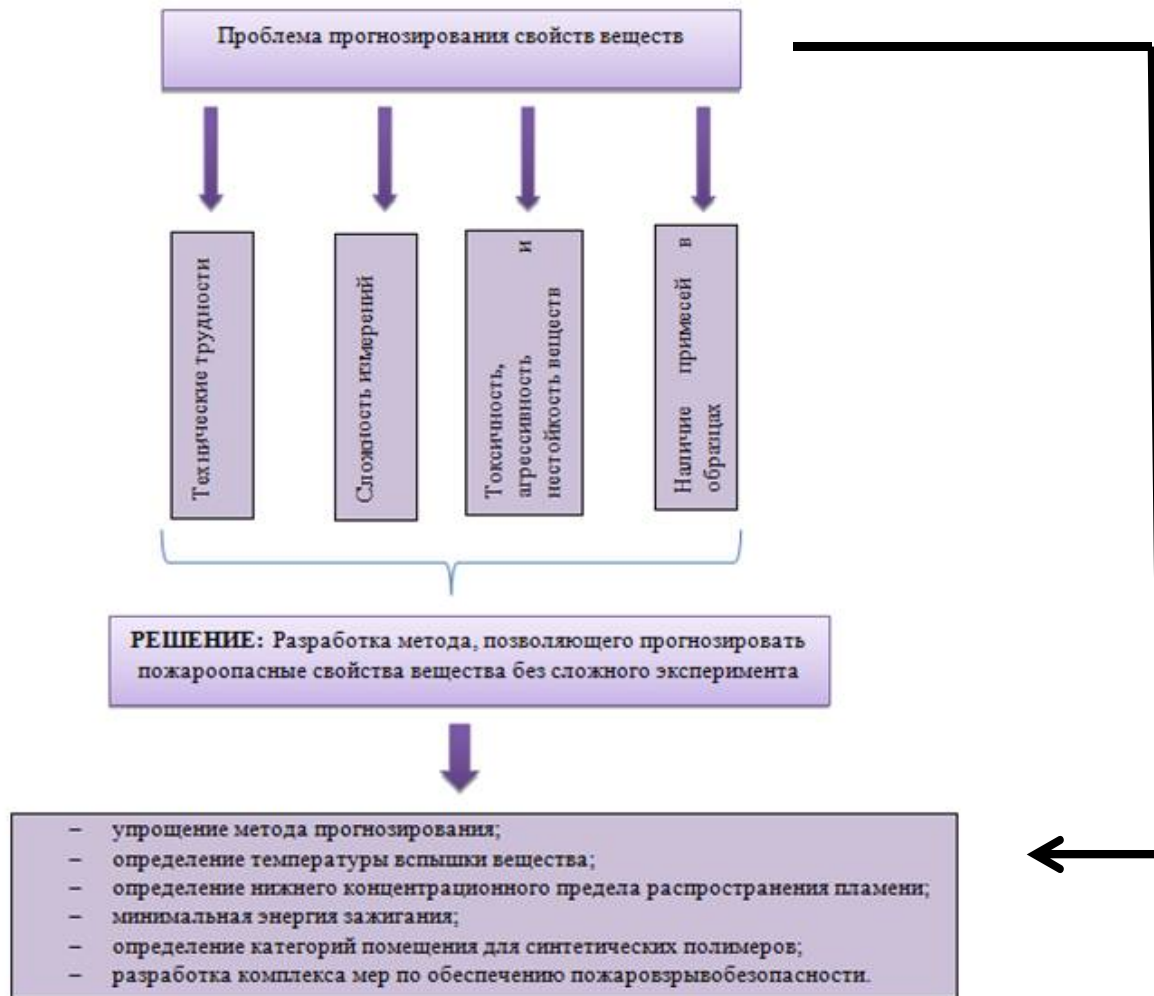 Проблема прогнозирования свойств веществ
Технические трудности
Сложность измерений
Токсичность,
агрессивность и
нестойкость веществ
Наличие примесей в
образцах
РЕШЕНИЕ: Разработка метода, позволяющего прогнозировать
пожароопасные свойства вещества без сложного эксперимента
– упрощение метода прогнозирования;
– определение температуры вспышки вещества;
– определение нижнего концентрационного предела распространения пламени;
– минимальная энергия зажигания;
– определение категорий помещения для синтетических полимеров;
– разработка комплекса мер по обеспечению пожаровзрывобезопасности.